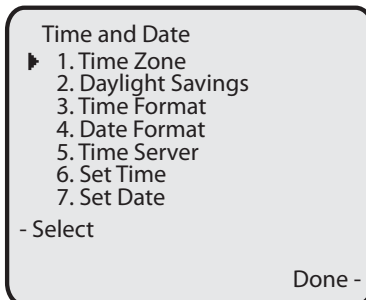 Time and Date
1. Time Zone
2. Daylight Savings
3. Time Format
4. Date Format
5. Time Server
6. Set Time
7. Set Date
- Select
Done -